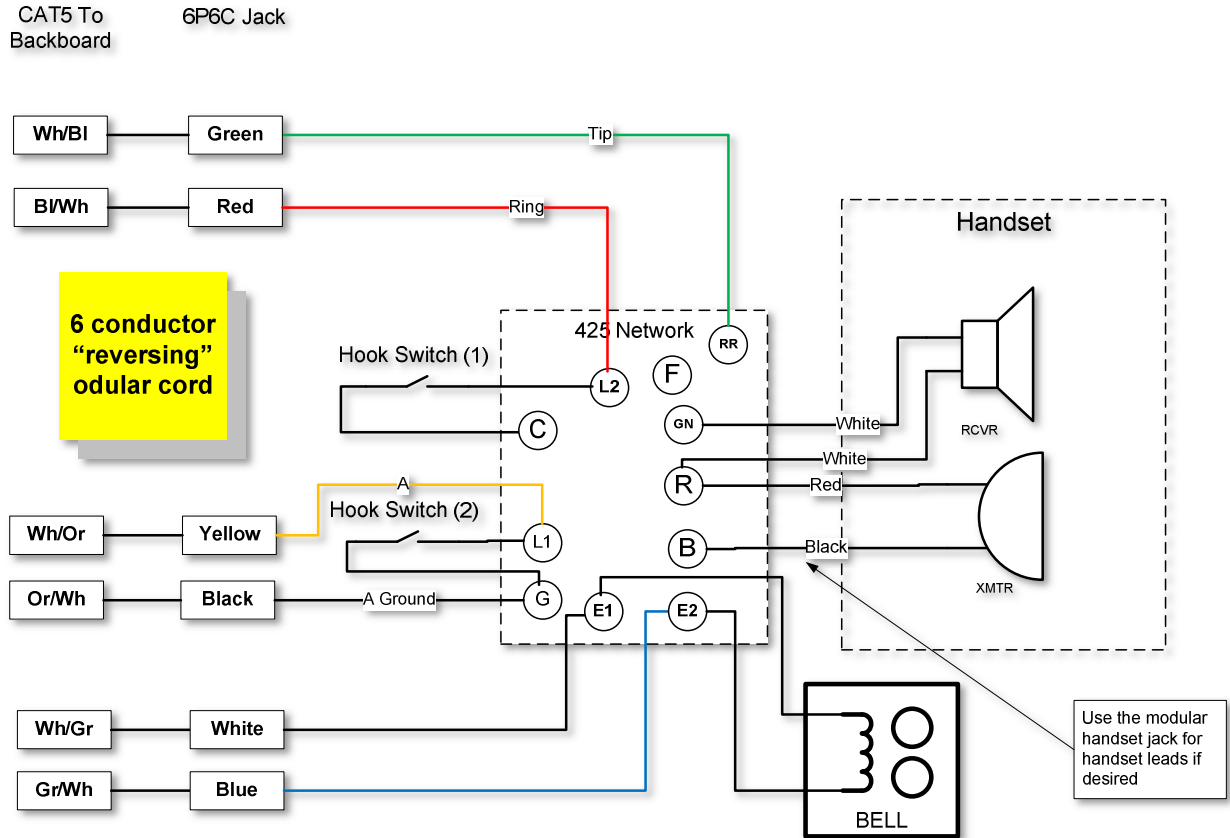 CAT5 To
Backboard
6P6C Jack
Wh/Bl
Green
Tip
Bl/Wh
Red
Ring
Handset
6 conductor
“reversing”
odular cord
425 Network
RR
Hook Switch (1)
L2
F
C
GN
White
RCVR
White
R
Red
A
Hook Switch (2)
Wh/Or
Yellow
L1
B
Black
Or/Wh
Black
A Ground
G
E1
E2
XMTR
Wh/Gr
White
Use the modular
handset jack for
handset leads if
desired
Gr/Wh
Blue
BELL